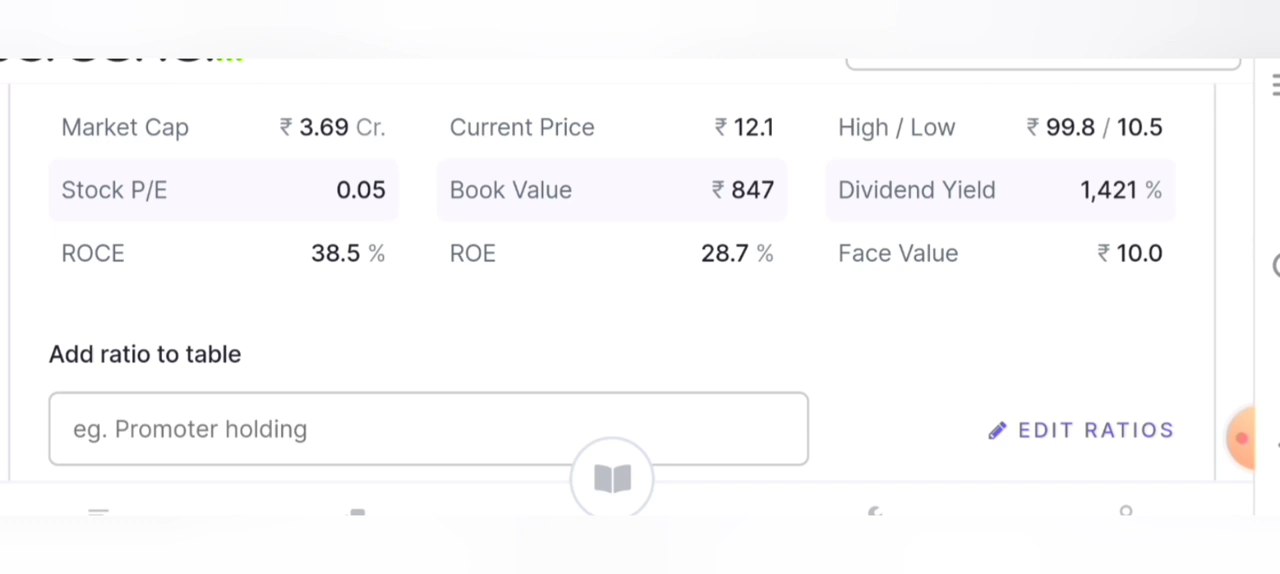 Market Cap ₹ 3.69 Cr. Current Price ₹ 12.1 High / Low ₹ 99.8 / 10.5
Stock P/E 0.05 Book Value ₹ 847 Dividend Yield 1,421 %
ROCE 38.5 % ROE 28.7 % Face Value ₹ 10.0
Add ratio to table
eg. Promoter holding EDIT RATIOS